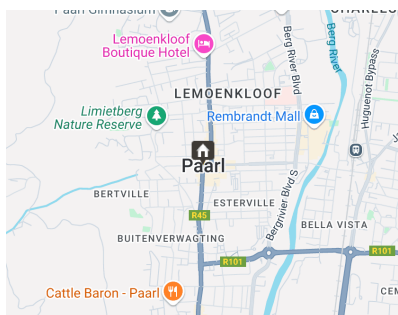 Paarl Gimnasium
Lemoenkloof
Boutique Hotel
Berg River Blvd
Berg River
Huguenot Bypass
LEMOENKLOOF
Limietberg
Nature Reserve
Rembrandt Mall
Paarl
BERTVILLE
R45
ESTERVILLE
Bergrivier Blvd S
BELLA VISTA
BUITENVERWAGTING
R101
R101
Cattle Baron - Paarl